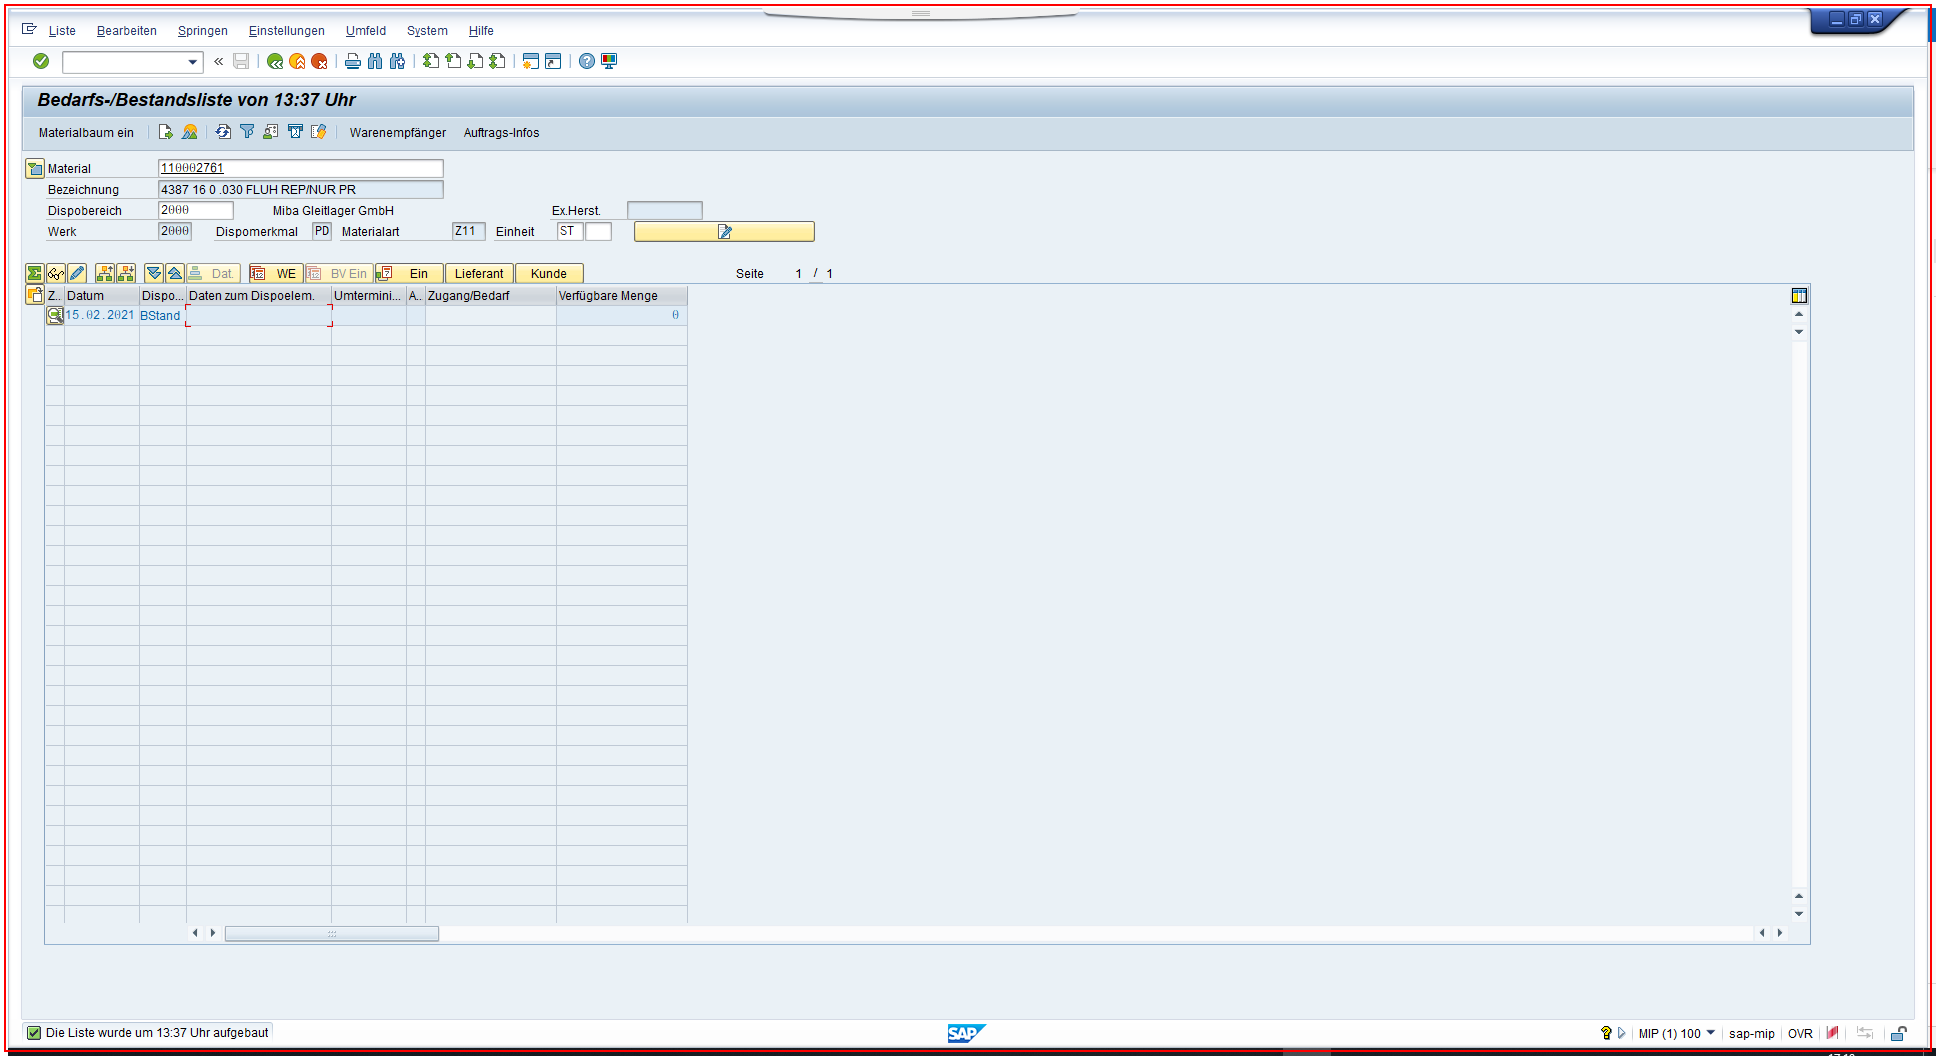 Liste Bearbeiten Springen Einstellungen Umfeld System Hilfe
Bedarfs-/Bestandsliste von 13:37 Uhr
Materialbaum ein Warenempfänger Auftrags-Infos
Material 110002761
Bezeichnung 4387 16 0 .030 FLUH REP/NUR PR
Dispobereich 2000 Miba Gleitlager GmbH Ex.Herst.
Werk 2000 Dispomerkmal PD Materialart Z11 Einheit ST
Dat. WE BV Ein Ein Lieferant Kunde Seite 1 / 1
Z.. Datum Dispo... Daten zum Dispoelem. Umtermini... A.. Zugang/Bedarf Verfügbare Menge
15.02.2021 BStand 0
Die Liste wurde um 13:37 Uhr aufgebaut SAP MIP (1) 100 sap-mip OVR